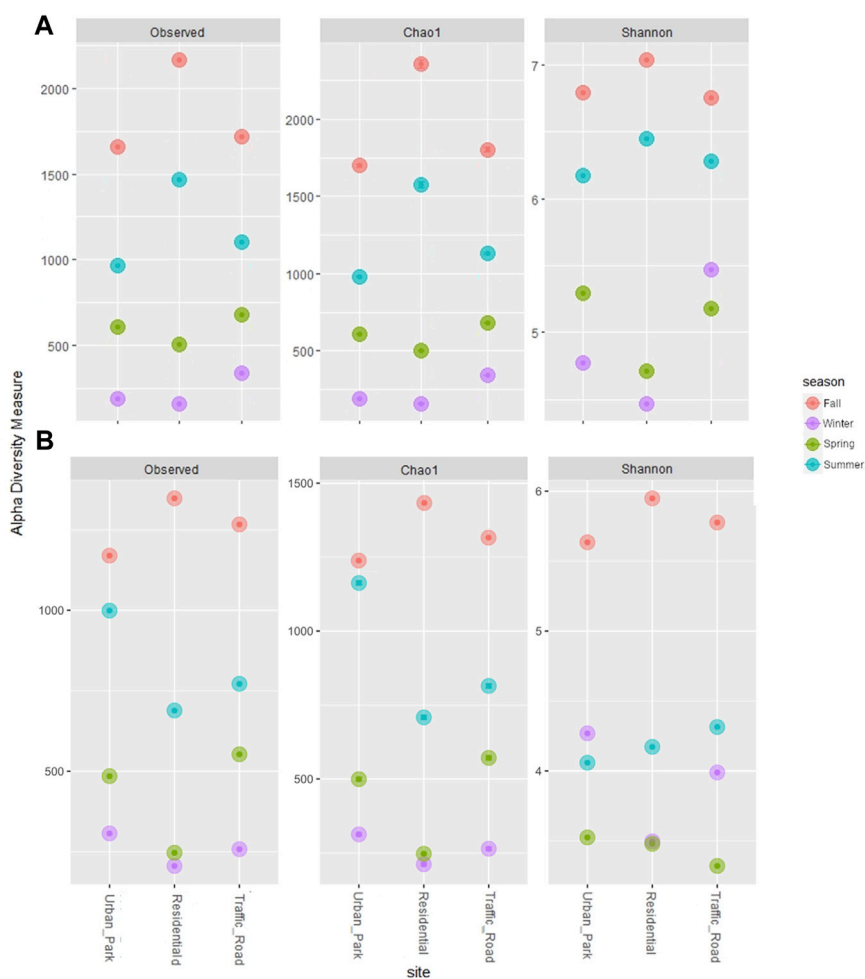 A
Observed
Chao1
Shannon
2000
1500
1000
500
2000
1500
1000
500
7
6
5
Alpha Diversity Measure
season
Fall
Winter
Spring
Summer
B
Observed
Chao1
Shannon
1000
500
1500
1000
500
6
5
4
Urban_Park
Residentiald
Traffic_Road
Urban_Park
Residential
Traffic_Road
Urban_Park
Residential
Traffic_Road
site